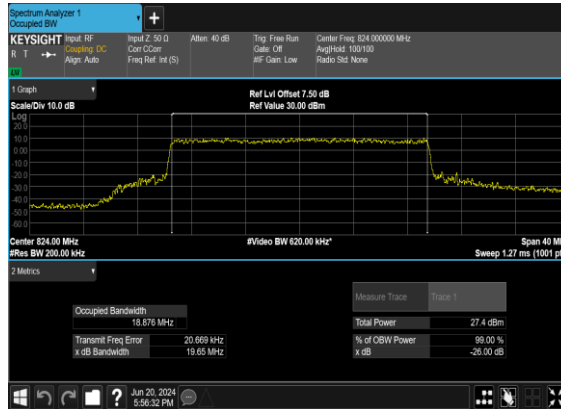 Spectrum Analyzer 1
Occupied BW
+
KEYSIGHT Input: RF Input Z: 50 Ω Atten: 40 dB Trig: Free Run Center Freq: 824.000000 MHz
R T Coupling: DC Corr CCorr Gate: Off Avg|Hold: 100/100
Align: Auto Freq Ref: Int (S) #IF Gain: Low Radio Std: None
1 Graph
Ref Lvl Offset 7.50 dB
Scale/Div 10.0 dB Ref Value 30.00 dBm
Log
20.0
10.0
0.00
-10.0
-20.0
-30.0
-40.0
-50.0
-60.0
Center 824.00 MHz #Video BW 620.00 kHz* Span 40 M
#Res BW 200.00 kHz Sweep 1.27 ms (1001 p
2 Metrics
Measure Trace Trace 1
Occupied Bandwidth
18.876 MHz Total Power 27.4 dBm
Transmit Freq Error 20.669 kHz % of OBW Power 99.00 %
x dB Bandwidth 19.65 MHz x dB -26.00 dB
? Jun 20, 2024
5:56:32 PM